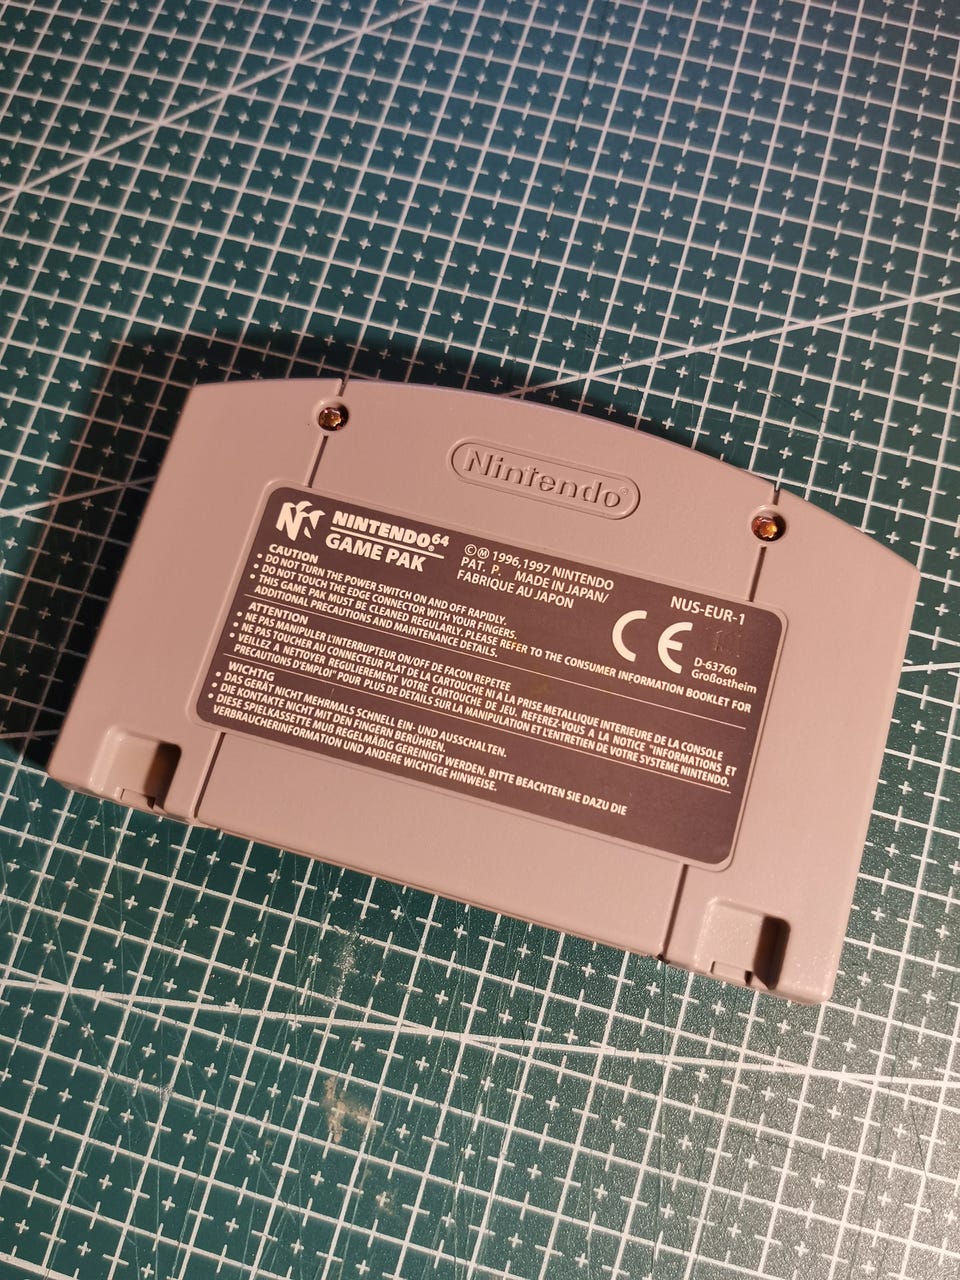 Nintendo®
NINTENDO 64®
GAME PAK
©Ⓜ 1996,1997 NINTENDO
PAT. P. MADE IN JAPAN/
FABRIQUE AU JAPON
NUS-EUR-1
CE
D-63760
Großostheim
CAUTION
• DO NOT TURN THE POWER SWITCH ON AND OFF RAPIDLY.
• DO NOT TOUCH THE EDGE CONNECTOR WITH YOUR FINGERS.
• THIS GAME PAK MUST BE CLEANED REGULARLY. PLEASE REFER TO THE CONSUMER INFORMATION BOOKLET FOR
ADDITIONAL PRECAUTIONS AND MAINTENANCE DETAILS.
ATTENTION
• NE PAS MANIPULER L'INTERRUPTEUR ON/OFF DE FACON REPETEE
• NE PAS TOUCHER AU CONNECTEUR PLAT DE LA CARTOUCHE NI A LA PRISE METALLIQUE INTERIEURE DE LA CONSOLE
• VEILLEZ A NETTOYER REGULIEREMENT VOTRE CARTOUCHE DE JEU. REFEREZ-VOUS A LA NOTICE "INFORMATIONS ET
PRECAUTIONS D'EMPLOI" POUR PLUS DE DETAILS SUR LA MANIPULATION ET L'ENTRETIEN DE VOTRE SYSTEME NINTENDO.
WICHTIG
• DAS GERÄT NICHT MEHRMALS SCHNELL EIN- UND AUSSCHALTEN.
• DIE KONTAKTE NICHT MIT DEN FINGERN BERÜHREN.
• DIESE SPIELKASSETTE MUß REGELMÄßIG GEREINIGT WERDEN. BITTE BEACHTEN SIE DAZU DIE
VERBRAUCHERINFORMATION UND ANDERE WICHTIGE HINWEISE.